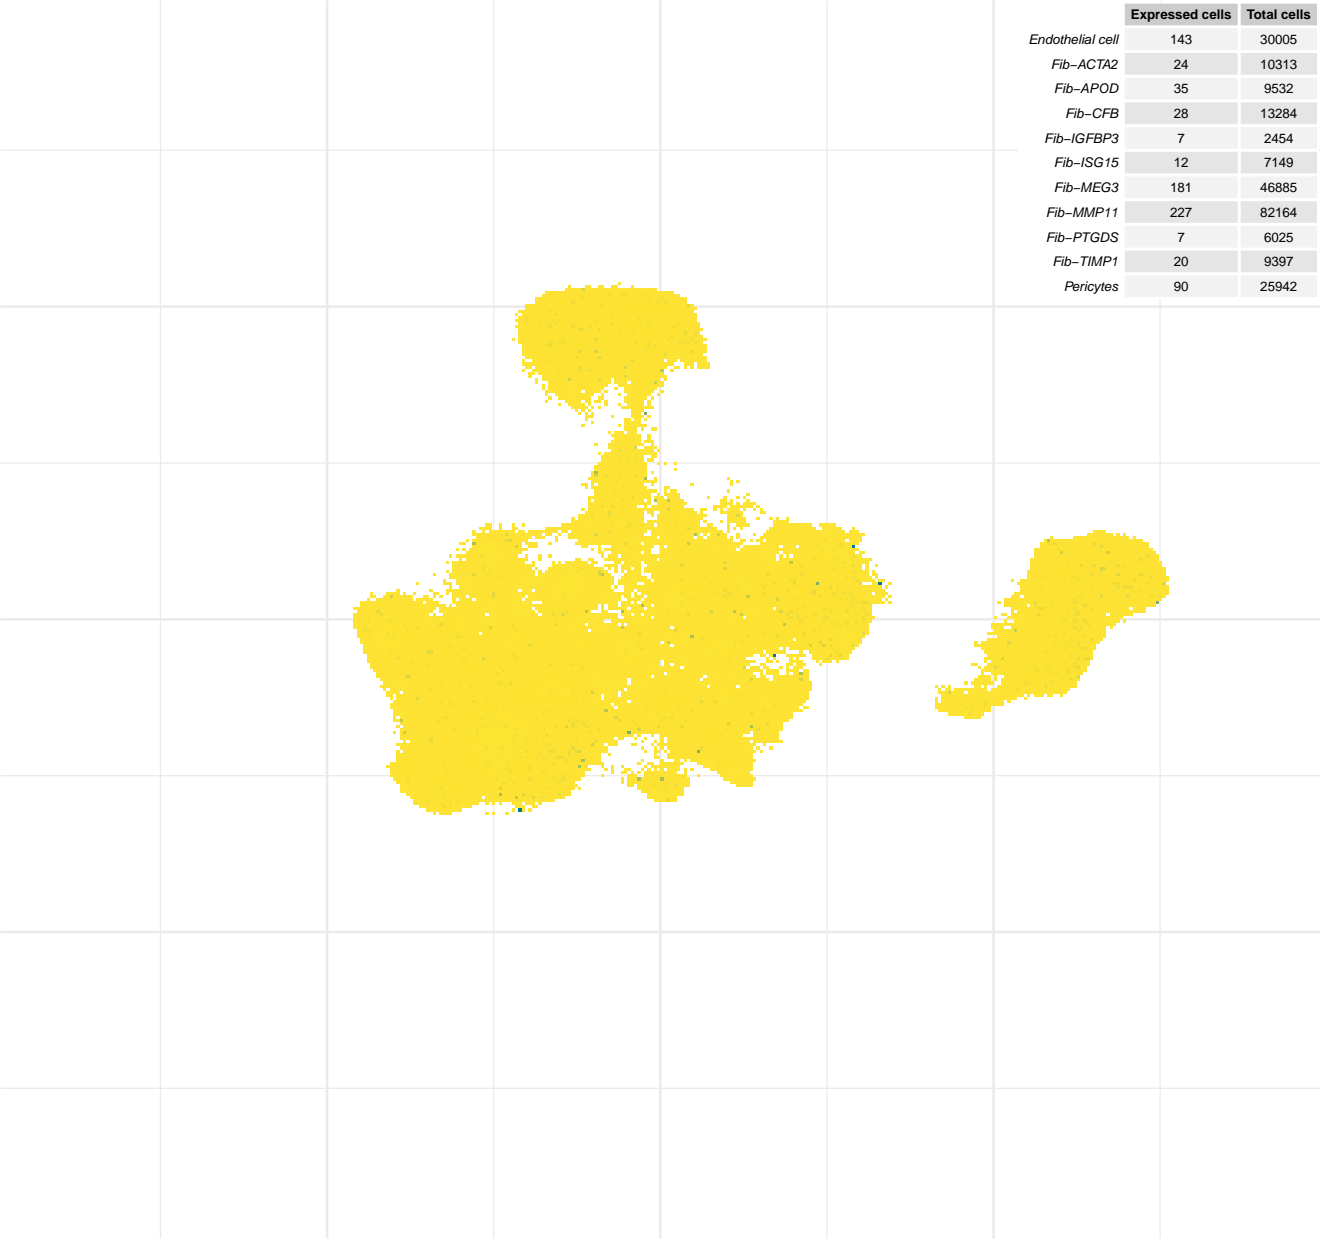 Expressed cells Total cells
Endothelial cell 143 30005
Fib−ACTA2 24 10313
Fib−APOD 35 9532
Fib−CFB 28 13284
Fib−IGFBP3 7 2454
Fib−ISG15 12 7149
Fib−MEG3 181 46885
Fib−MMP11 227 82164
Fib−PTGDS 7 6025
Fib−TIMP1 20 9397
Pericytes 90 25942